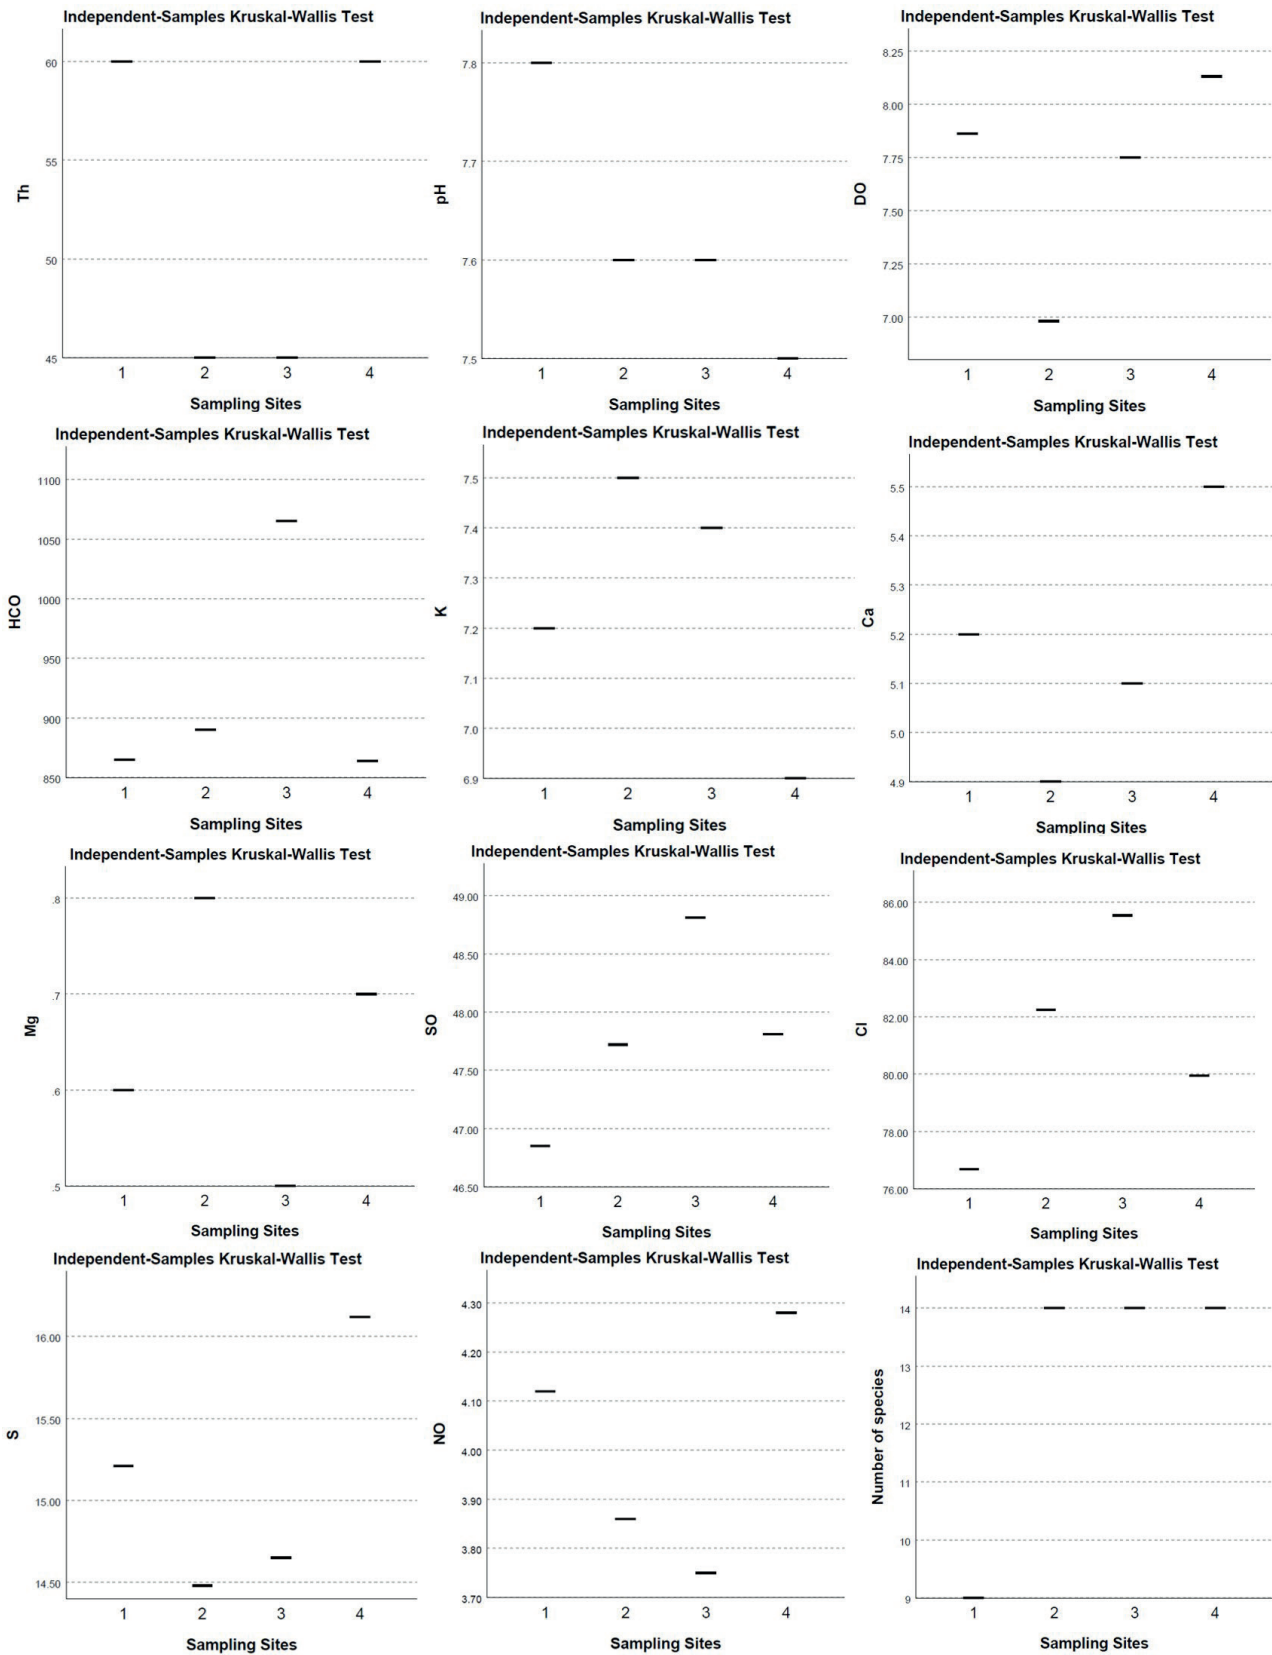 Independent-Samples Kruskal-Wallis Test
Th
60
55
50
45
1 2 3 4
Sampling Sites
Independent-Samples Kruskal-Wallis Test
pH
7.8
7.7
7.6
7.5
1 2 3 4
Sampling Sites
Independent-Samples Kruskal-Wallis Test
DO
8.25
8.00
7.75
7.50
7.25
7.00
1 2 3 4
Sampling Sites
Independent-Samples Kruskal-Wallis Test
HCO
1100
1050
1000
950
900
850
1 2 3 4
Sampling Sites
Independent-Samples Kruskal-Wallis Test
K
7.5
7.4
7.3
7.2
7.1
7.0
6.9
1 2 3 4
Sampling Sites
Independent-Samples Kruskal-Wallis Test
Ca
5.5
5.4
5.3
5.2
5.1
5.0
4.9
1 2 3 4
Sampling Sites
Independent-Samples Kruskal-Wallis Test
Mg
.8
.7
.6
.5
1 2 3 4
Sampling Sites
Independent-Samples Kruskal-Wallis Test
SO
49.00
48.50
48.00
47.50
47.00
46.50
1 2 3 4
Sampling Sites
Independent-Samples Kruskal-Wallis Test
Cl
86.00
84.00
82.00
80.00
78.00
76.00
1 2 3 4
Sampling Sites
Independent-Samples Kruskal-Wallis Test
S
16.00
15.50
15.00
14.50
1 2 3 4
Sampling Sites
Independent-Samples Kruskal-Wallis Test
NO
4.30
4.20
4.10
4.00
3.90
3.80
3.70
1 2 3 4
Sampling Sites
Independent-Samples Kruskal-Wallis Test
Number of species
14
13
12
11
10
9
1 2 3 4
Sampling Sites